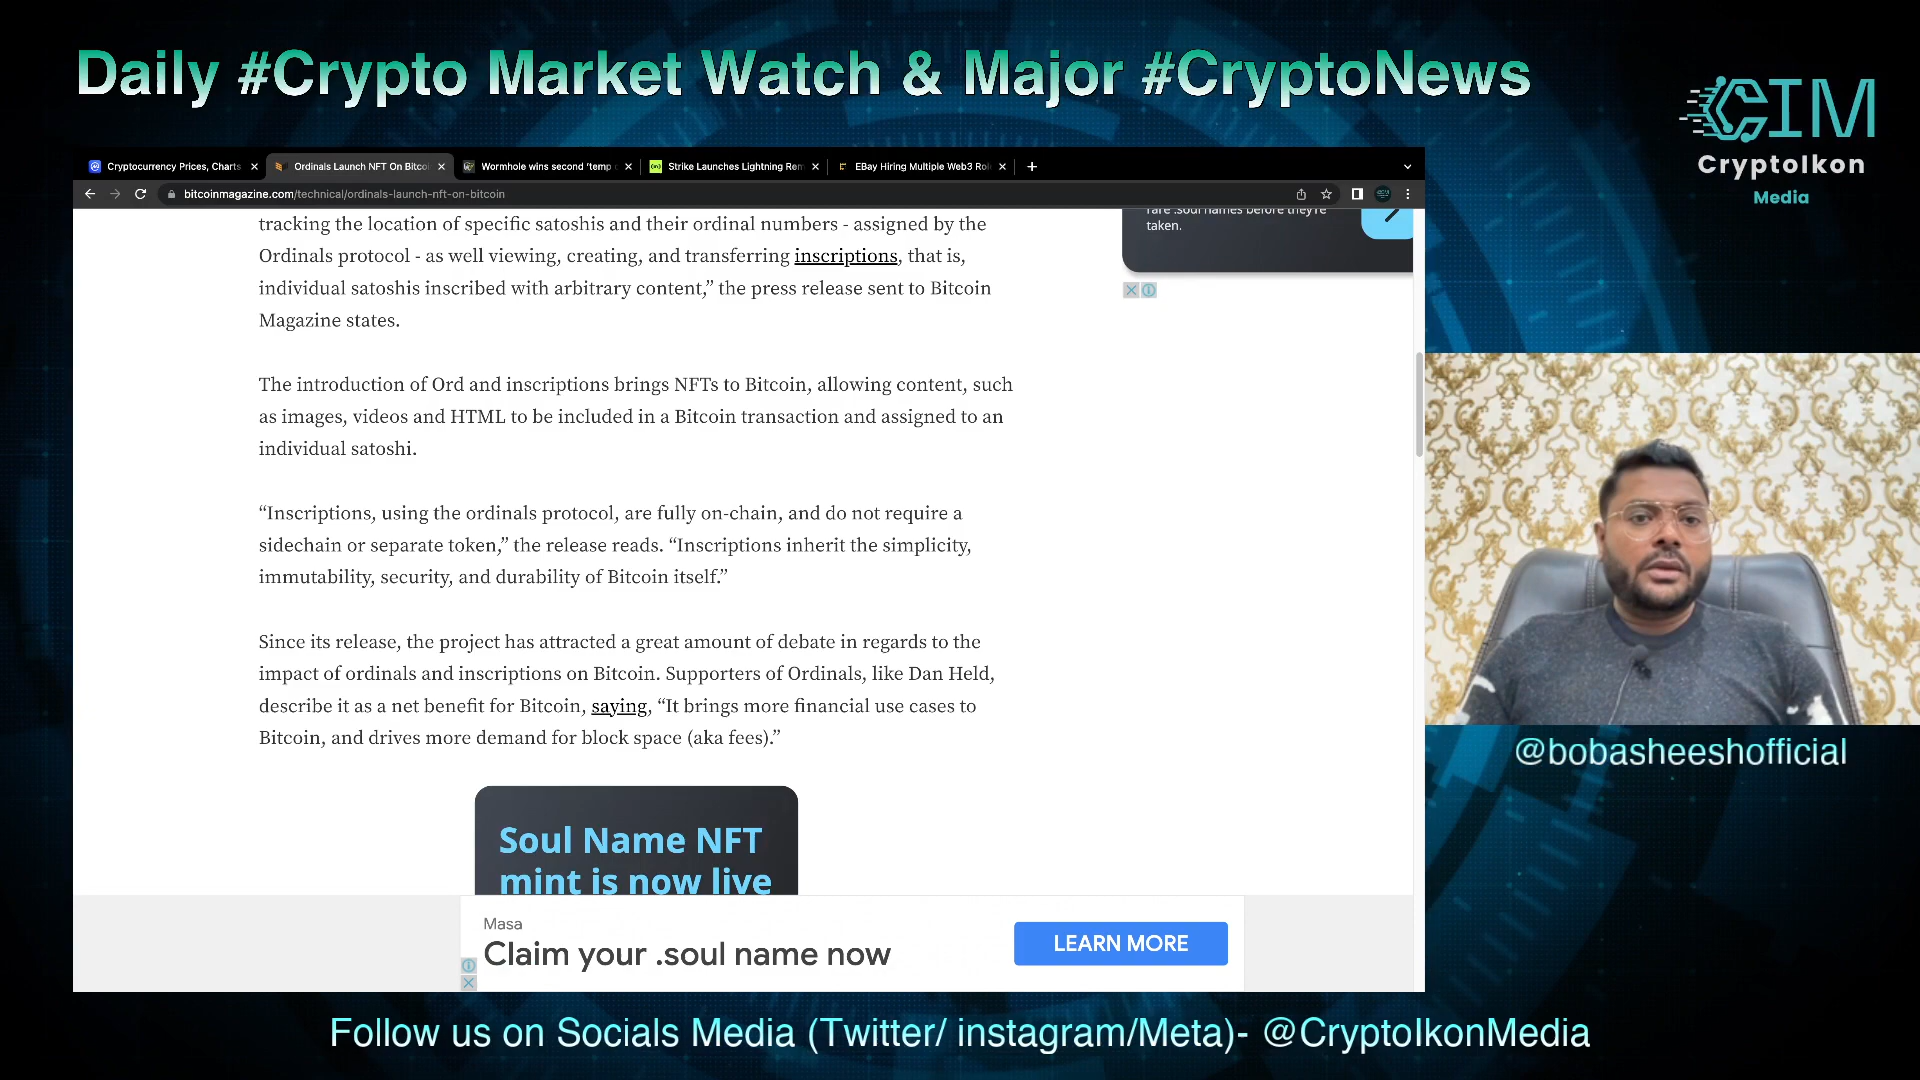 Daily #Crypto Market Watch & Major #CryptoNews
CIM
CryptoIkon
Media
Cryptocurrency Prices, Charts
Ordinals Launch NFT On Bitcoi
Wormhole wins second 'temp
Strike Launches Lightning Rem
EBay Hiring Multiple Web3 Rol
bitcoinmagazine.com/technical/ordinals-launch-nft-on-bitcoin
tracking the location of specific satoshis and their ordinal numbers - assigned by the
Ordinals protocol - as well viewing, creating, and transferring inscriptions, that is,
individual satoshis inscribed with arbitrary content,” the press release sent to Bitcoin
Magazine states.
rare .soul names before they're
taken.
The introduction of Ord and inscriptions brings NFTs to Bitcoin, allowing content, such
as images, videos and HTML to be included in a Bitcoin transaction and assigned to an
individual satoshi.
“Inscriptions, using the ordinals protocol, are fully on-chain, and do not require a
sidechain or separate token,” the release reads. “Inscriptions inherit the simplicity,
immutability, security, and durability of Bitcoin itself.”
Since its release, the project has attracted a great amount of debate in regards to the
impact of ordinals and inscriptions on Bitcoin. Supporters of Ordinals, like Dan Held,
describe it as a net benefit for Bitcoin, saying, “It brings more financial use cases to
Bitcoin, and drives more demand for block space (aka fees).”
Soul Name NFT
mint is now live
Masa
Claim your .soul name now
LEARN MORE
@bobasheeshofficial
Follow us on Socials Media (Twitter/ instagram/Meta)- @CryptoIkonMedia